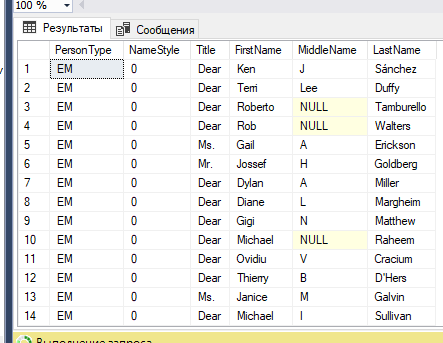 100 %
Результаты Сообщения
PersonType NameStyle Title FirstName MiddleName LastName
1 EM 0 Dear Ken J Sánchez
2 EM 0 Dear Terri Lee Duffy
3 EM 0 Dear Roberto NULL Tamburello
4 EM 0 Dear Rob NULL Walters
5 EM 0 Ms. Gail A Erickson
6 EM 0 Mr. Jossef H Goldberg
7 EM 0 Dear Dylan A Miller
8 EM 0 Dear Diane L Margheim
9 EM 0 Dear Gigi N Matthew
10 EM 0 Dear Michael NULL Raheem
11 EM 0 Dear Ovidiu V Cracium
12 EM 0 Dear Thierry B D'Hers
13 EM 0 Ms. Janice M Galvin
14 EM 0 Dear Michael I Sullivan
Выполнение запроса